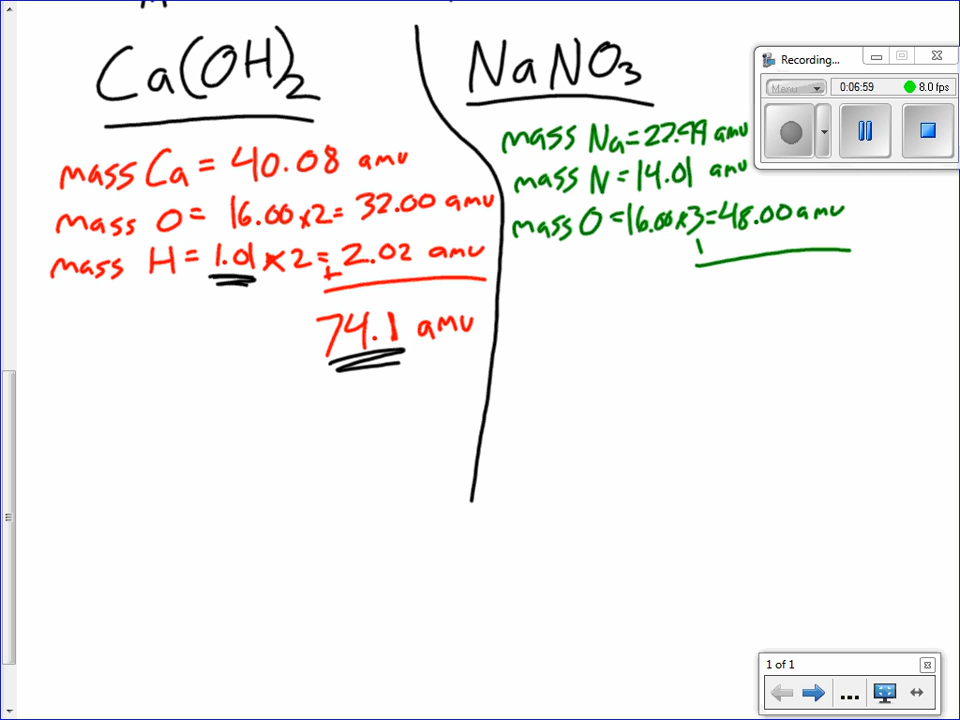 Ca(OH)2
mass Ca = 40.08 amu
mass O = 16.00 x 2 = 32.00 amu
mass H = 1.01 x 2 = 2.02 amu
74.1 amu
NaNO3
mass Na = 22.99 amu
mass N = 14.01 amu
mass O = 16.00 x 3 = 48.00 amu
Recording...
Menu
0:06:59
8.0 fps
1 of 1
...